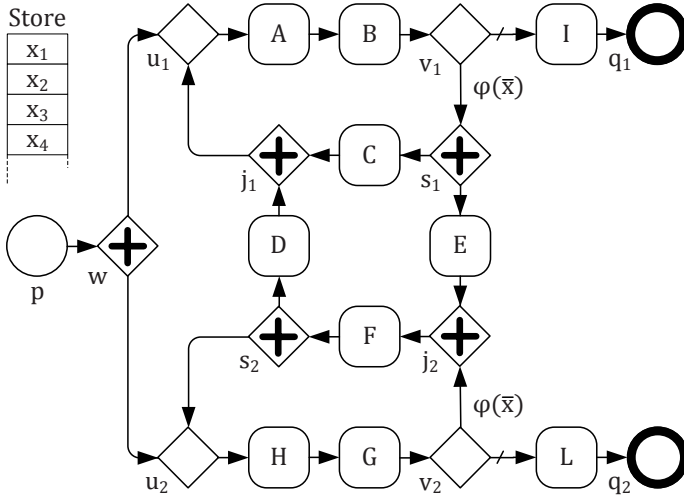 Store
x₁
x₂
x₃
x₄
u₁
A
B
v₁
I
q₁
φ(x̄)
j₁
C
s₁
p
w
D
E
s₂
F
j₂
φ(x̄)
u₂
H
G
v₂
L
q₂